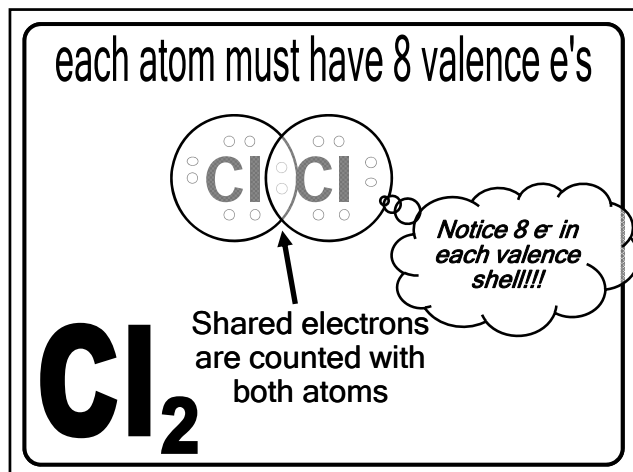 each atom must have 8 valence e's
Cl Cl
Notice 8 e⁻ in
each valence
shell!!!
Shared electrons
are counted with
both atoms
Cl₂